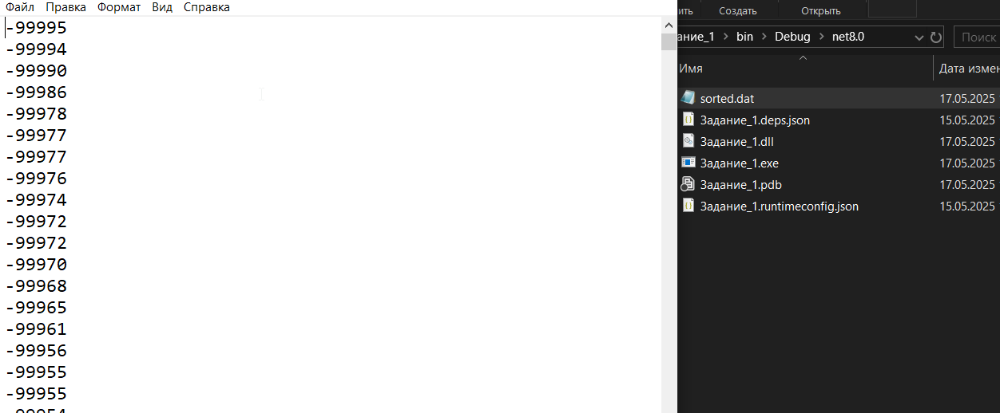 Файл Правка Формат Вид Справка
-99995
-99994
-99990
-99986
-99978
-99977
-99977
-99976
-99974
-99972
-99972
-99970
-99968
-99965
-99961
-99956
-99955
-99955
-99954
ить Создать Открыть
ание_1 > bin > Debug > net8.0 Поиск
Имя Дата измен
sorted.dat 17.05.2025
Задание_1.deps.json 15.05.2025
Задание_1.dll 17.05.2025
Задание_1.exe 17.05.2025
Задание_1.pdb 17.05.2025
Задание_1.runtimeconfig.json 15.05.2025